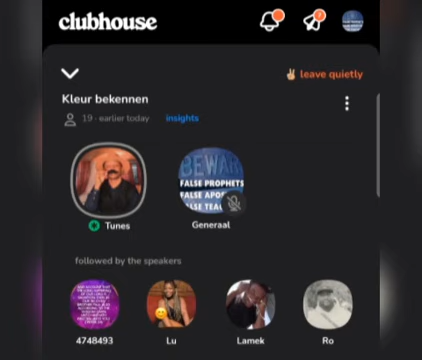 clubhouse
7
✌️ leave quietly
Kleur bekennen
19 · earlier today insights
BEWAR
FALSE PROPHETS
FALSE APOS
FALSE TEA
Tunes
Generaal
followed by the speakers
4748493
Lu
Lamek
Ro